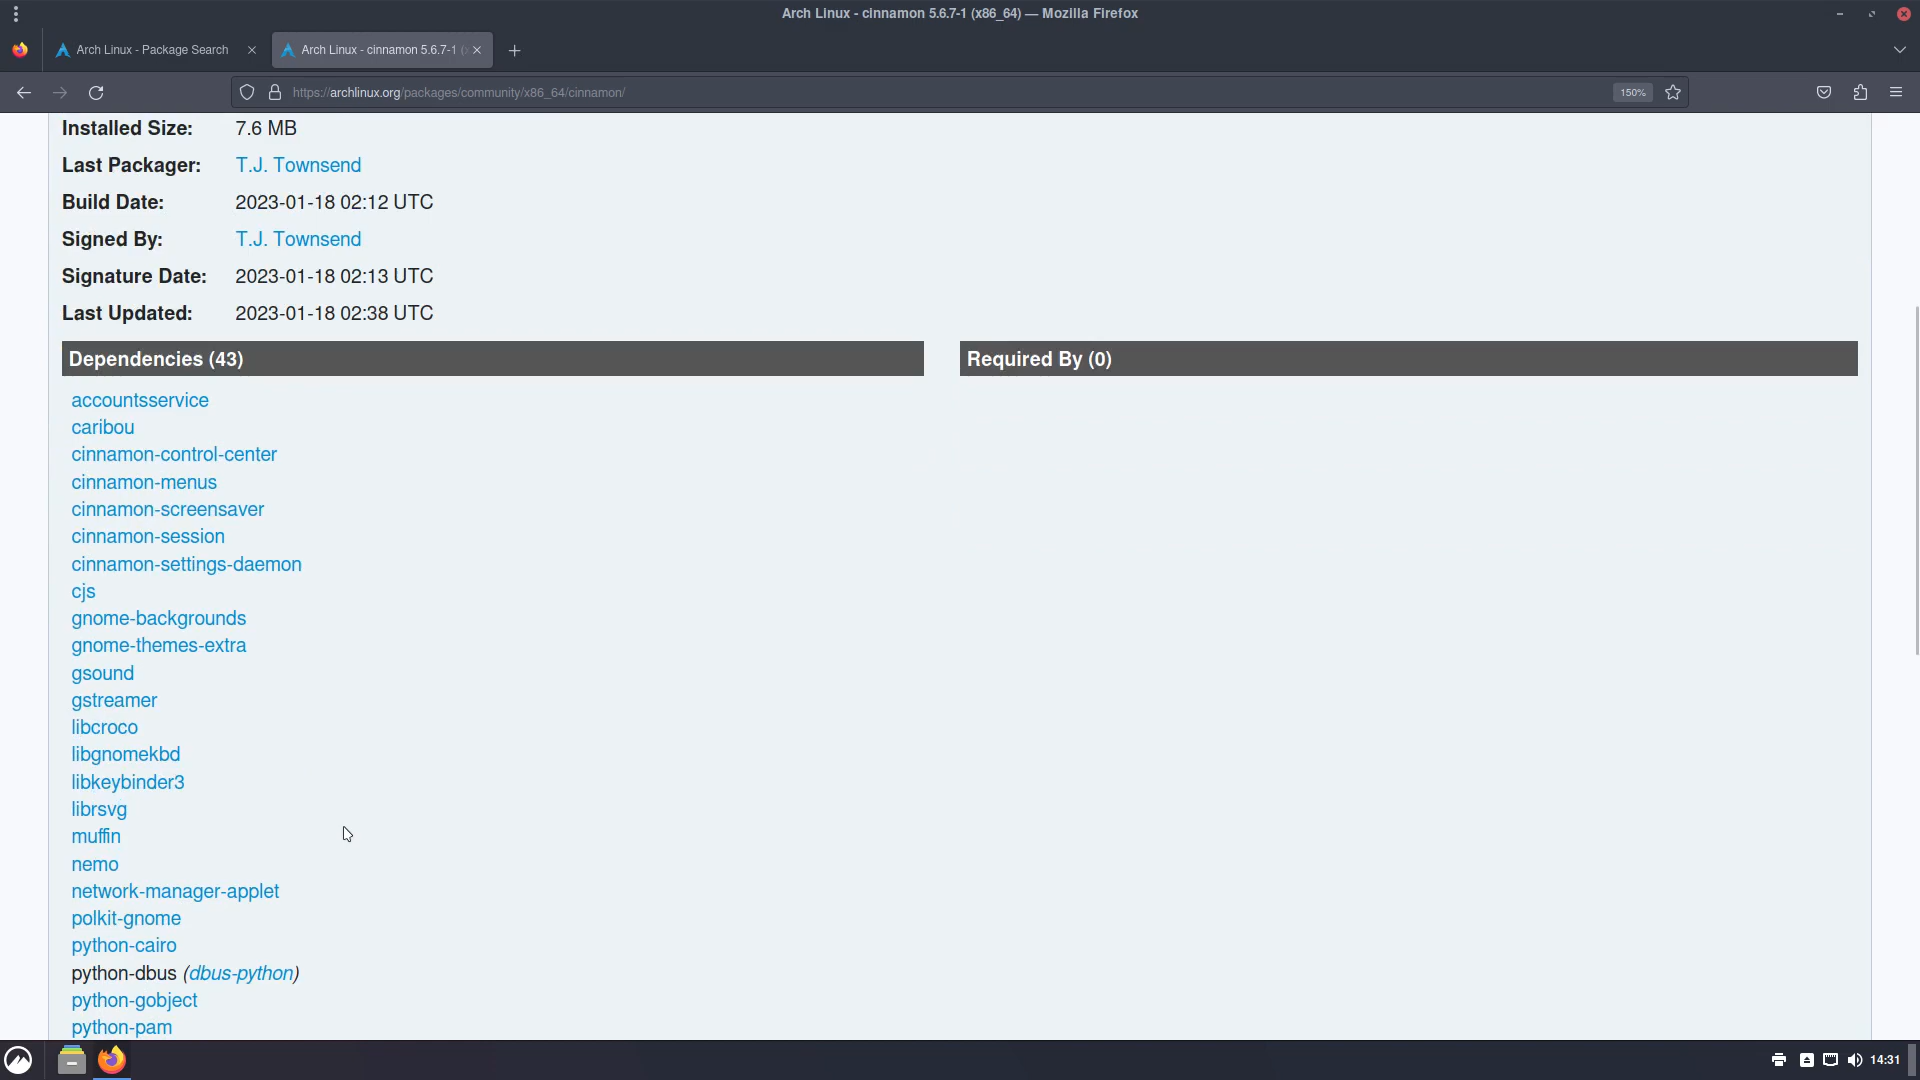 Arch Linux - cinnamon 5.6.7-1 (x86_64) — Mozilla Firefox
Arch Linux - Package Search
Arch Linux - cinnamon 5.6.7-1 (
https://archlinux.org/packages/community/x86_64/cinnamon/
150%
Installed Size: 7.6 MB
Last Packager: T.J. Townsend
Build Date: 2023-01-18 02:12 UTC
Signed By: T.J. Townsend
Signature Date: 2023-01-18 02:13 UTC
Last Updated: 2023-01-18 02:38 UTC
Dependencies (43)
accountsservice
caribou
cinnamon-control-center
cinnamon-menus
cinnamon-screensaver
cinnamon-session
cinnamon-settings-daemon
cjs
gnome-backgrounds
gnome-themes-extra
gsound
gstreamer
libcroco
libgnomekbd
libkeybinder3
librsvg
muffin
nemo
network-manager-applet
polkit-gnome
python-cairo
python-dbus (dbus-python)
python-gobject
python-pam
Required By (0)
14:31